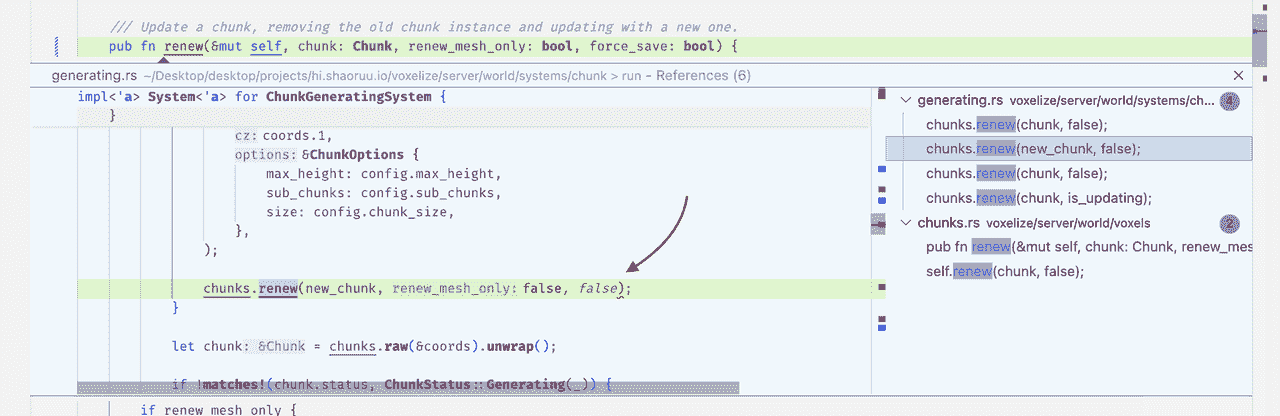 /// Update a chunk, removing the old chunk instance and updating with a new one.
pub fn renew(&mut self, chunk: Chunk, renew_mesh_only: bool, force_save: bool) {
generating.rs ~/Desktop/desktop/projects/hi.shaoruu.io/voxelize/server/world/systems/chunk > run - References (6)
impl<'a> System<'a> for ChunkGeneratingSystem {
}
cz: coords.1,
options: &ChunkOptions {
max_height: config.max_height,
sub_chunks: config.sub_chunks,
size: config.chunk_size,
},
);
chunks.renew(new_chunk, renew_mesh_only: false, false);
}
let chunk: &Chunk = chunks.raw(&coords).unwrap();
if !matches!(chunk.status, ChunkStatus::Generating(_)) {
generating.rs voxelize/server/world/systems/ch... 4
chunks.renew(chunk, false);
chunks.renew(new_chunk, false);
chunks.renew(chunk, false);
chunks.renew(chunk, is_updating);
chunks.rs voxelize/server/world/voxels 2
pub fn renew(&mut self, chunk: Chunk, renew_mes
self.renew(chunk, false);
if renew_mesh_only {